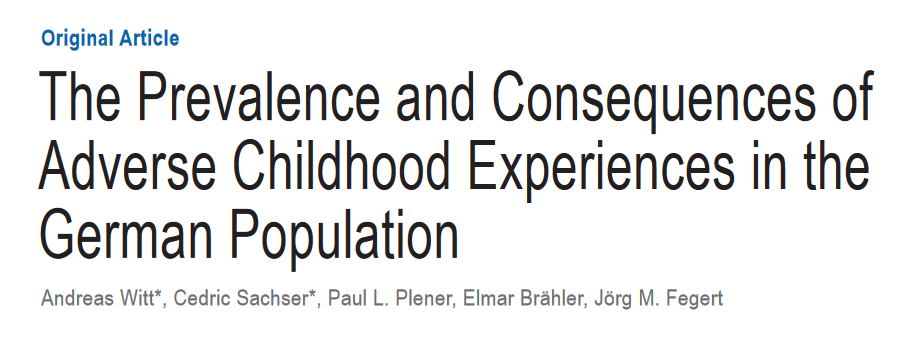 Original Article
The Prevalence and Consequences of
Adverse Childhood Experiences in the
German Population
Andreas Witt*, Cedric Sachser*, Paul L. Plener, Elmar Brähler, Jörg M. Fegert